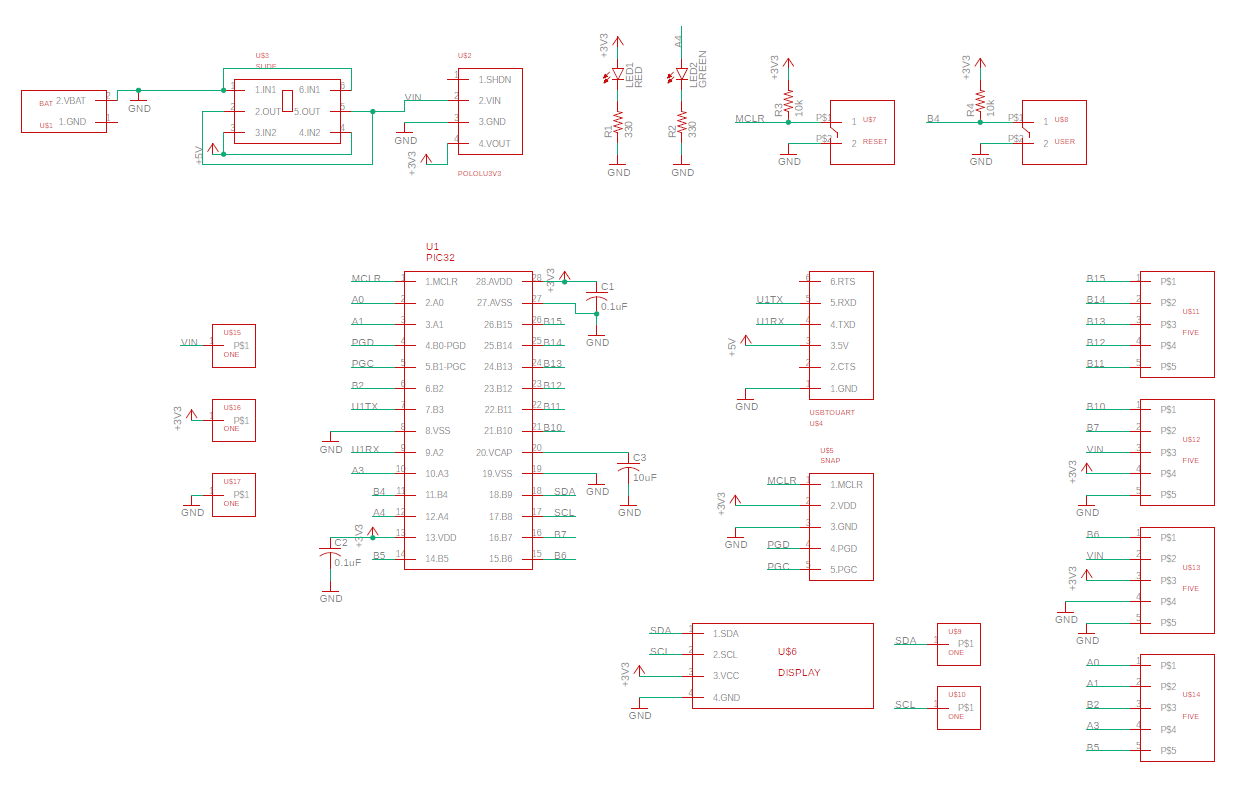 U$3
SLIDE
BAT 2.VBAT 2
U$1 1.GND 1
GND
1 1.IN1 6.IN1 6
2 2.OUT 5.OUT 5
3 3.IN2 4.IN2 4
+5V
U$2
1 1.SHDN
VIN 2 2.VIN
3 3.GND
4 4.VOUT
GND
+3V3
POLOLU3V3
+3V3
LED1
RED
R1
330
GND
A4
LED2
GREEN
R2
330
GND
+3V3
R3
10k
MCLR P$1 1 U$7
P$2 2 RESET
GND
+3V3
R4
10k
B4 P$1 1 U$8
P$2 2 USER
GND
U1
PIC32
MCLR 1 1.MCLR 28.AVDD 28 +3V3
A0 2 2.A0 27.AVSS 27
A1 3 3.A1 26.B15 26 B15
PGD 4 4.B0-PGD 25.B14 25 B14
PGC 5 5.B1-PGC 24.B13 24 B13
B2 6 6.B2 23.B12 23 B12
U1TX 7 7.B3 22.B11 22 B11
8 8.VSS 21.B10 21 B10
U1RX 9 9.A2 20.VCAP 20
A3 10 10.A3 19.VSS 19
B4 11 11.B4 18.B9 18 SDA
A4 12 12.A4 17.B8 17 SCL
13 13.VDD 16.B7 16 B7
B5 14 14.B5 15.B6 15 B6
C1
0.1uF
GND
GND
C3
10uF
GND
GND
+3V3
C2
0.1uF
GND
VIN 1 P$1
U$15
ONE
+3V3
1 P$1
U$16
ONE
GND
1 P$1
U$17
ONE
6 6.RTS
U1TX 5 5.RXD
U1RX 4 4.TXD
+5V 3 3.5V
2 2.CTS
1 1.GND
GND
USBTOUART
U$4
U$5
SNAP
MCLR 1 1.MCLR
+3V3 2 2.VDD
3 3.GND
GND
PGD 4 4.PGD
PGC 5 5.PGC
SDA 1 1.SDA
SCL 2 2.SCL
+3V3 3 3.VCC
4 4.GND
GND
U$6
DISPLAY
SDA 1 P$1
U$9
ONE
SCL 1 P$1
U$10
ONE
B15 1 P$1
B14 2 P$2
B13 3 P$3
B12 4 P$4
B11 5 P$5
U$11
FIVE
B10 1 P$1
B7 2 P$2
VIN 3 P$3
+3V3 4 P$4
5 P$5
GND
U$12
FIVE
B6 1 P$1
VIN 2 P$2
+3V3 3 P$3
4 P$4
GND
5 P$5
GND
U$13
FIVE
A0 1 P$1
A1 2 P$2
B2 3 P$3
A3 4 P$4
B5 5 P$5
U$14
FIVE